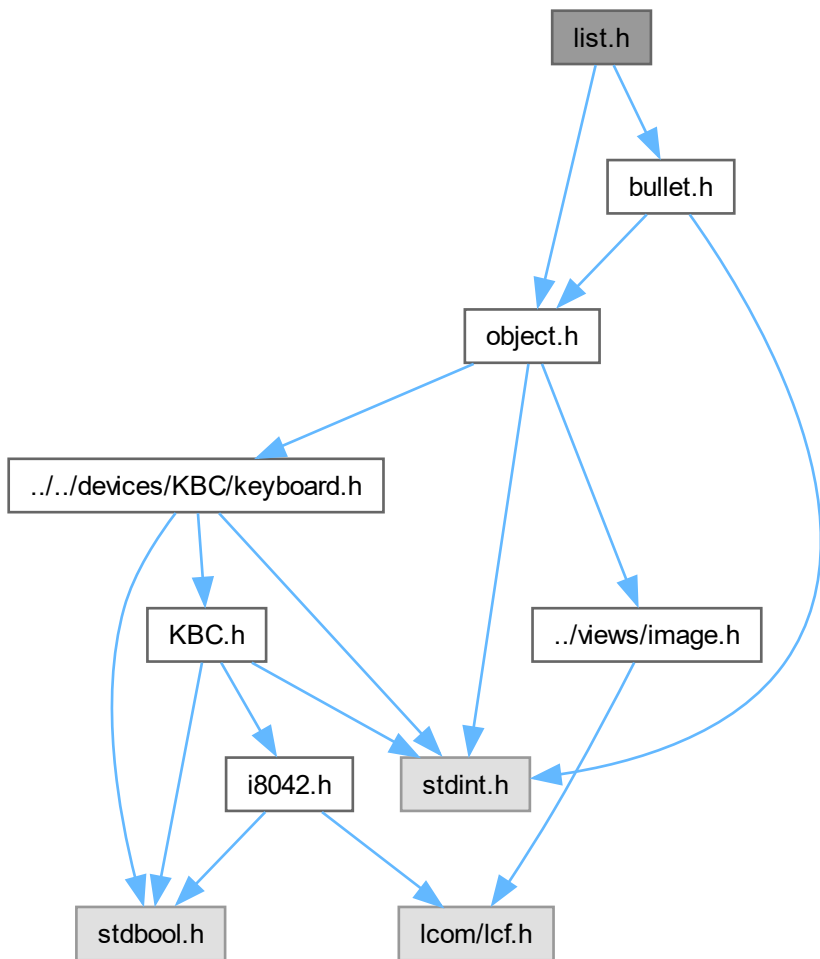 list.h
bullet.h
object.h
../../devices/KBC/keyboard.h
KBC.h
../views/image.h
i8042.h
stdint.h
stdbool.h
lcom/lcf.h